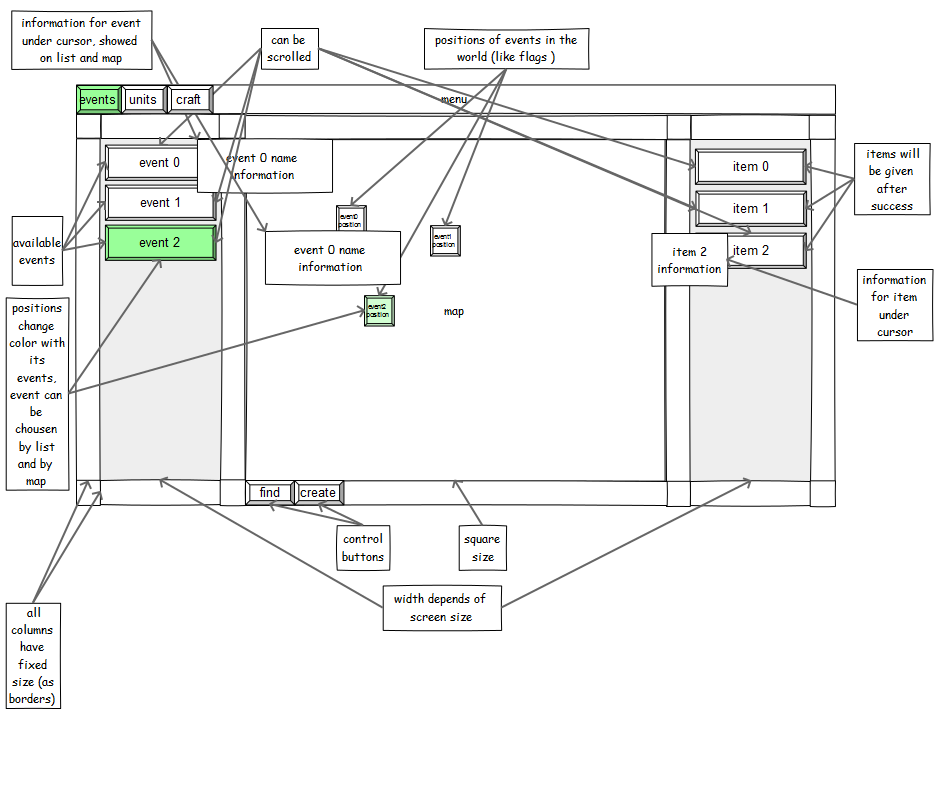 information for event
under cursor, showed
on list and map
can be
scrolled
positions of events in the
world (like flags )
events
units
craft
menu
event 0
event 1
event 2
event 0 name
information
event 0 name
information
event0
position
event1
position
event2
position
map
item 0
item 1
item 2
item 2
information
items will
be given
after
success
information
for item
under
cursor
available
events
positions
change
color with
its
events,
event can
be
chousen
by list
and by
map
find
create
control
buttons
square
size
width depends of
screen size
all
columns
have
fixed
size (as
borders)